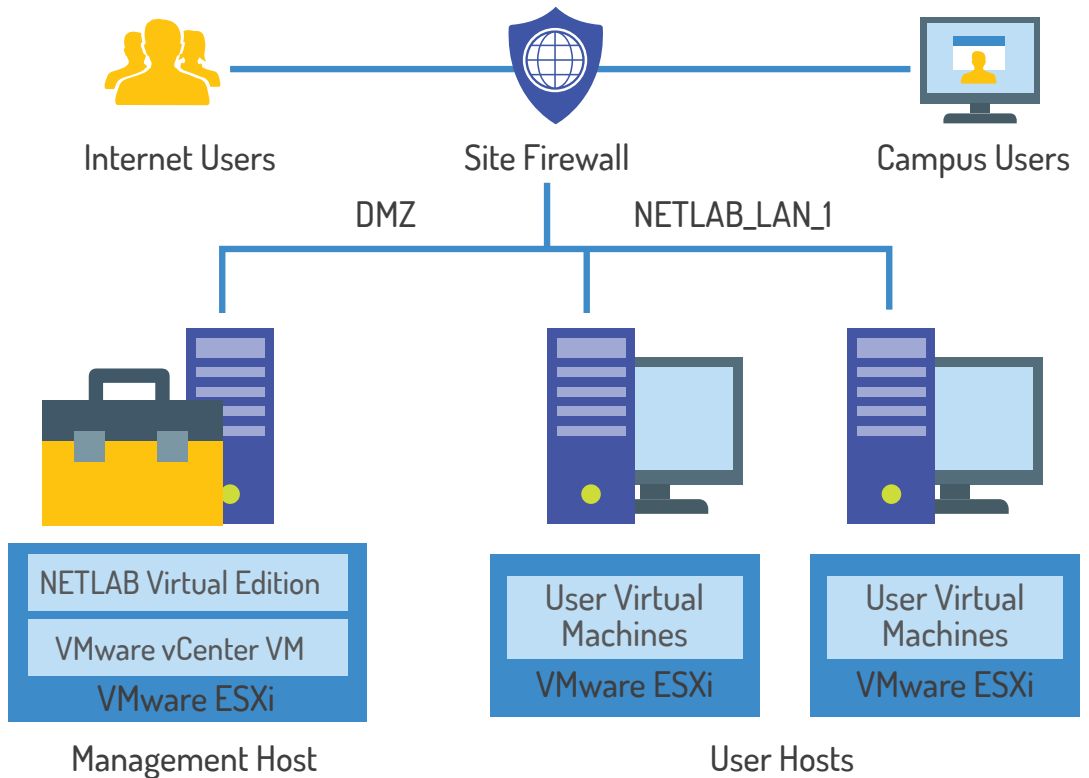 Internet Users
Site Firewall
Campus Users
DMZ
NETLAB_LAN_1
NETLAB Virtual Edition
VMware vCenter VM
VMware ESXi
Management Host
User Virtual
Machines
VMware ESXi
User Virtual
Machines
VMware ESXi
User Hosts